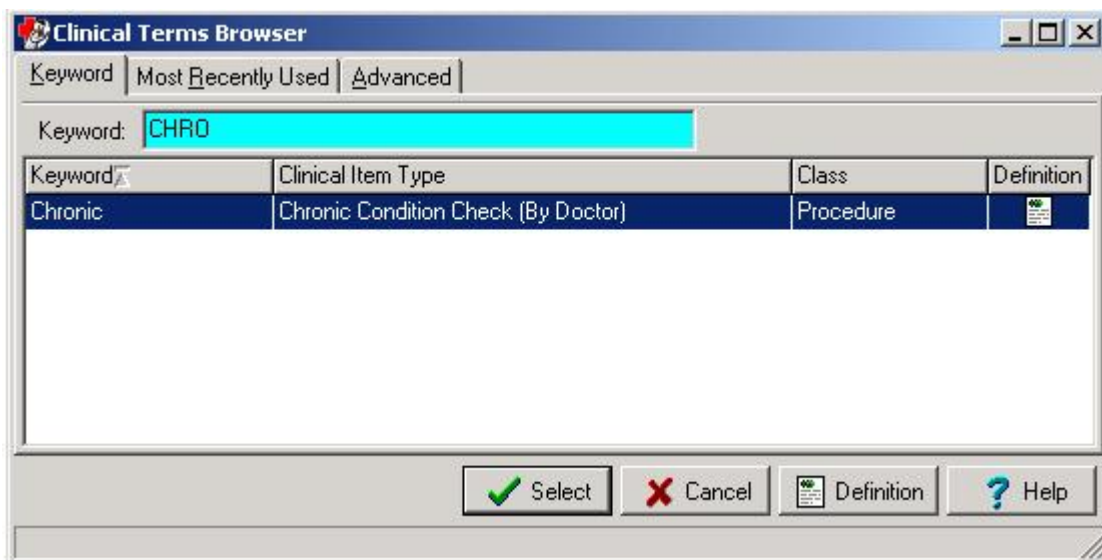 Clinical Terms Browser
Keyword Most Recently Used Advanced
Keyword: CHRO
Keyword Clinical Item Type Class Definition
Chronic Chronic Condition Check (By Doctor) Procedure
Select Cancel Definition Help